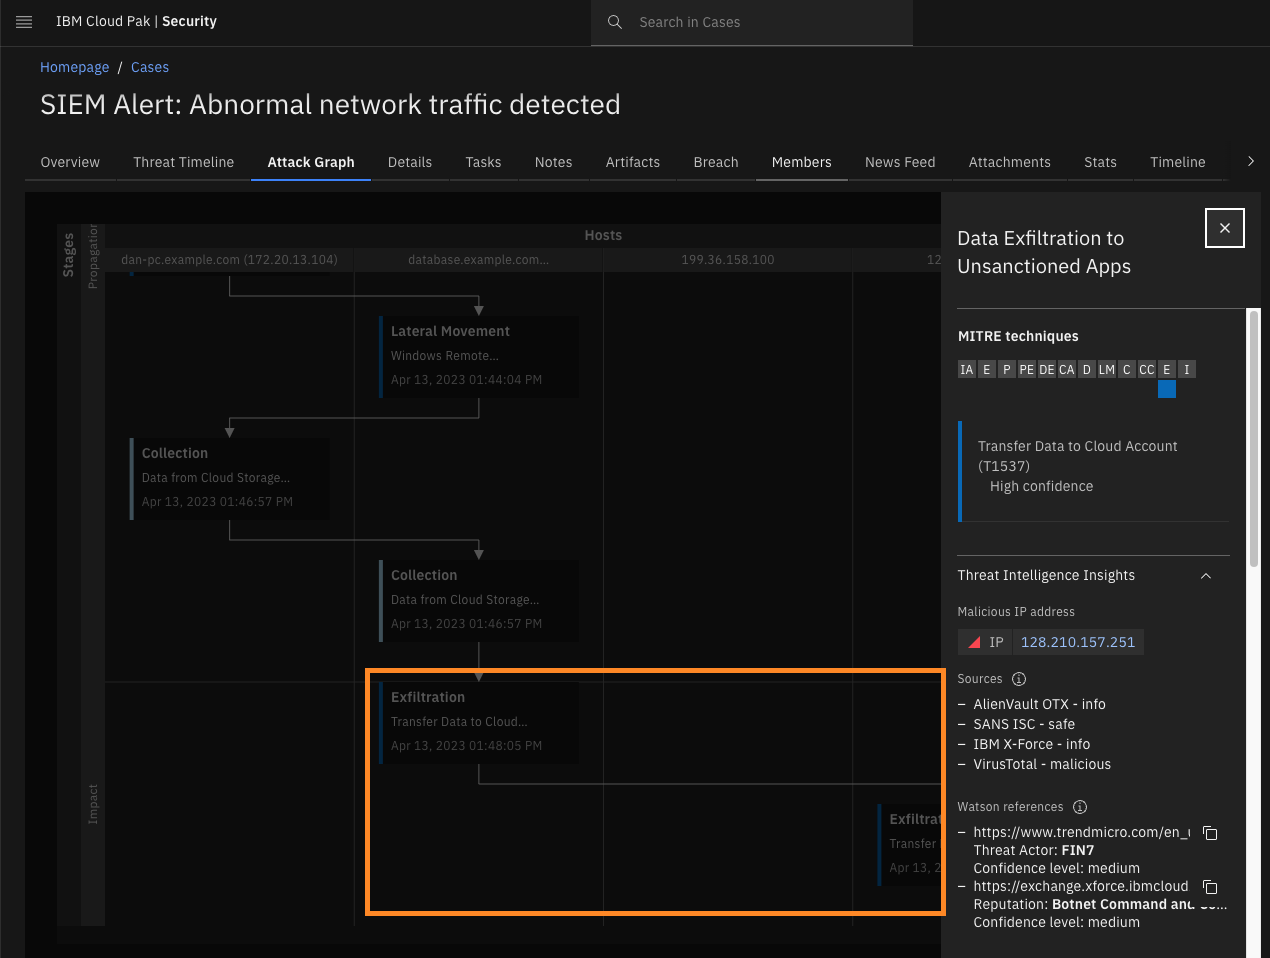 IBM Cloud Pak | Security
Search in Cases
Homepage / Cases
SIEM Alert: Abnormal network traffic detected
Overview Threat Timeline Attack Graph Details Tasks Notes Artifacts Breach Members News Feed Attachments Stats Timeline
Stages
Propagation
Hosts
dan-pc.example.com (172.20.13.104) database.example.com... 199.36.158.100 12
Lateral Movement
Windows Remote...
Apr 13, 2023 01:44:04 PM
Collection
Data from Cloud Storage...
Apr 13, 2023 01:46:57 PM
Collection
Data from Cloud Storage...
Apr 13, 2023 01:46:57 PM
Impact
Exfiltration
Transfer Data to Cloud...
Apr 13, 2023 01:48:05 PM
Exfiltrat
Transfer
Apr 13, 2
Data Exfiltration to
Unsanctioned Apps
MITRE techniques
IA E P PE DE CA D LM C CC E I
Transfer Data to Cloud Account
(T1537)
High confidence
Threat Intelligence Insights
Malicious IP address
IP 128.210.157.251
Sources
– AlienVault OTX - info
– SANS ISC - safe
– IBM X-Force - info
– VirusTotal - malicious
Watson references
– https://www.trendmicro.com/en_u
Threat Actor: FIN7
Confidence level: medium
– https://exchange.xforce.ibmcloud
Reputation: Botnet Command and Co...
Confidence level: medium